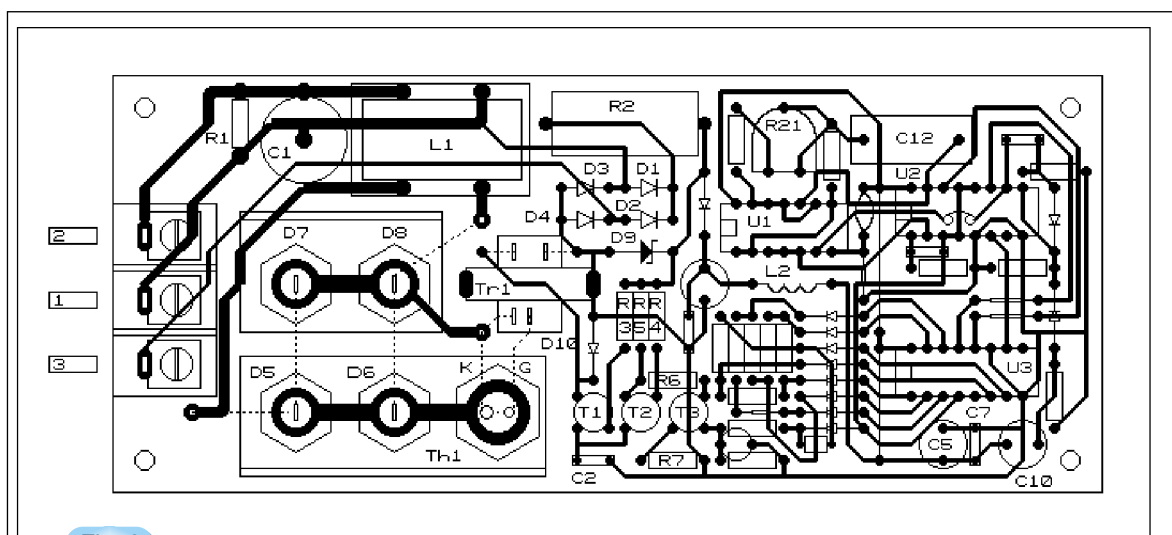 R1
C1
L1
R2
R21
C12
U2
D3 D1
D4 D2
U1
2
D7 D8
D9
L2
1
Tr1
R R R
3 5 4
D10
3
D5 D6 K G
U3
R6
T1 T2 T3
C7
C5
Th1
R7
C2
C10